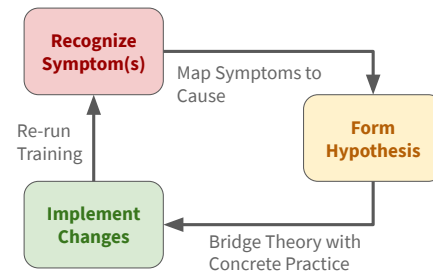 Recognize
Symptom(s)
Map Symptoms to
Cause
Form
Hypothesis
Bridge Theory with
Concrete Practice
Implement
Changes
Re-run
Training